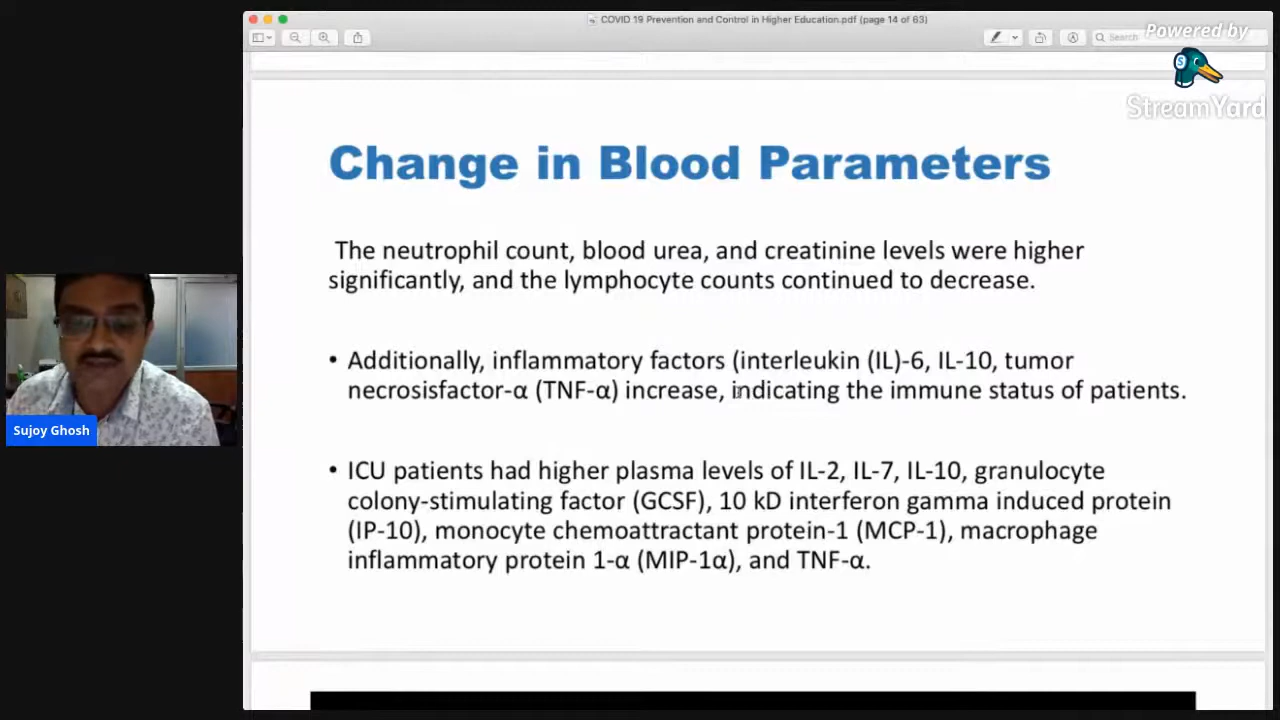 COVID 19 Prevention and Control in Higher Education.pdf (page 14 of 63)
Search
Powered by
S
StreamYard
Change in Blood Parameters
The neutrophil count, blood urea, and creatinine levels were higher
significantly, and the lymphocyte counts continued to decrease.
• Additionally, inflammatory factors (interleukin (IL)-6, IL-10, tumor
necrosisfactor-α (TNF-α) increase, indicating the immune status of patients.
• ICU patients had higher plasma levels of IL-2, IL-7, IL-10, granulocyte
colony-stimulating factor (GCSF), 10 kD interferon gamma induced protein
(IP-10), monocyte chemoattractant protein-1 (MCP-1), macrophage
inflammatory protein 1-α (MIP-1α), and TNF-α.
Sujoy Ghosh